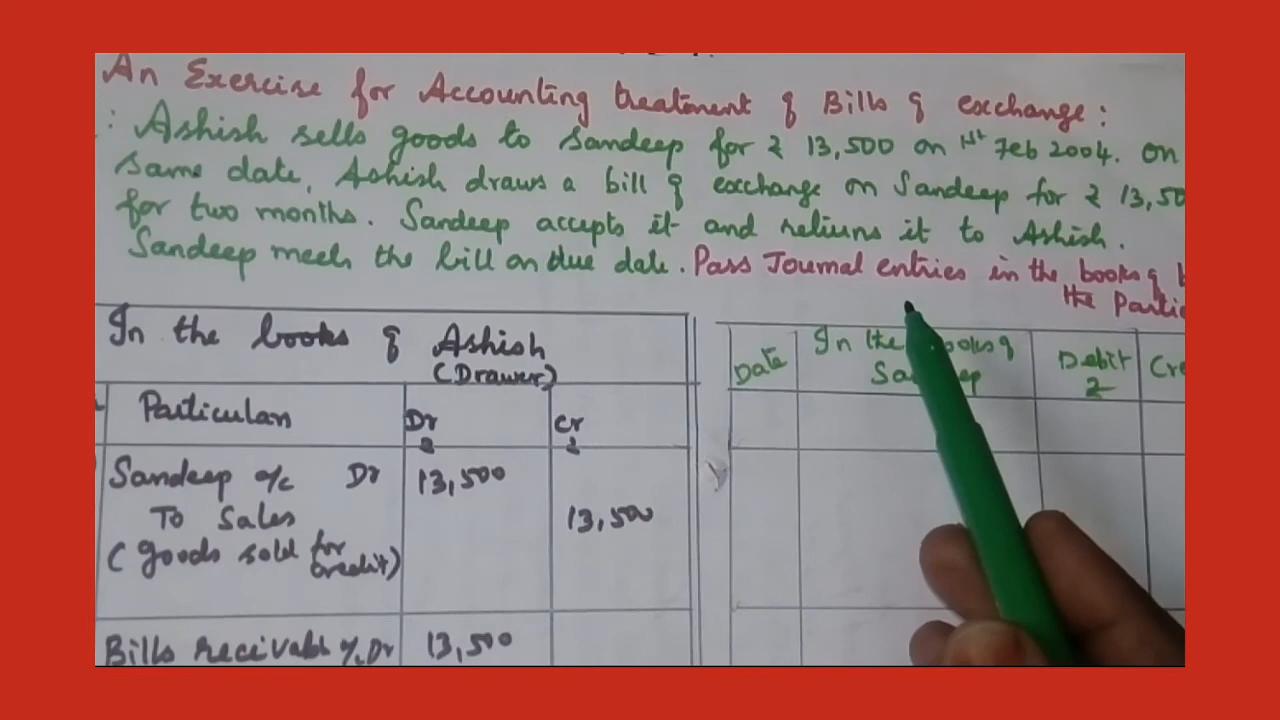 An Exercise for Accounting treatment of Bills of exchange:
: Ashish sells goods to Sandeep for ₹ 13,500 on 1st Feb 2004. On
same date, Ashish draws a bill of exchange on Sandeep for ₹ 13,50
for two months. Sandeep accepts it and returns it to Ashish.
Sandeep meets the bill on due date. Pass Journal entries in the books of b
the Partie
In the books of Ashish
(Drawer)
Particulars Dr ₹ Cr ₹
Sandeep a/c Dr 13,500
To Sales 13,500
(Goods sold for credit)
Bills receivable a/c Dr 13,500
Date In the books of Debit ₹ Cre